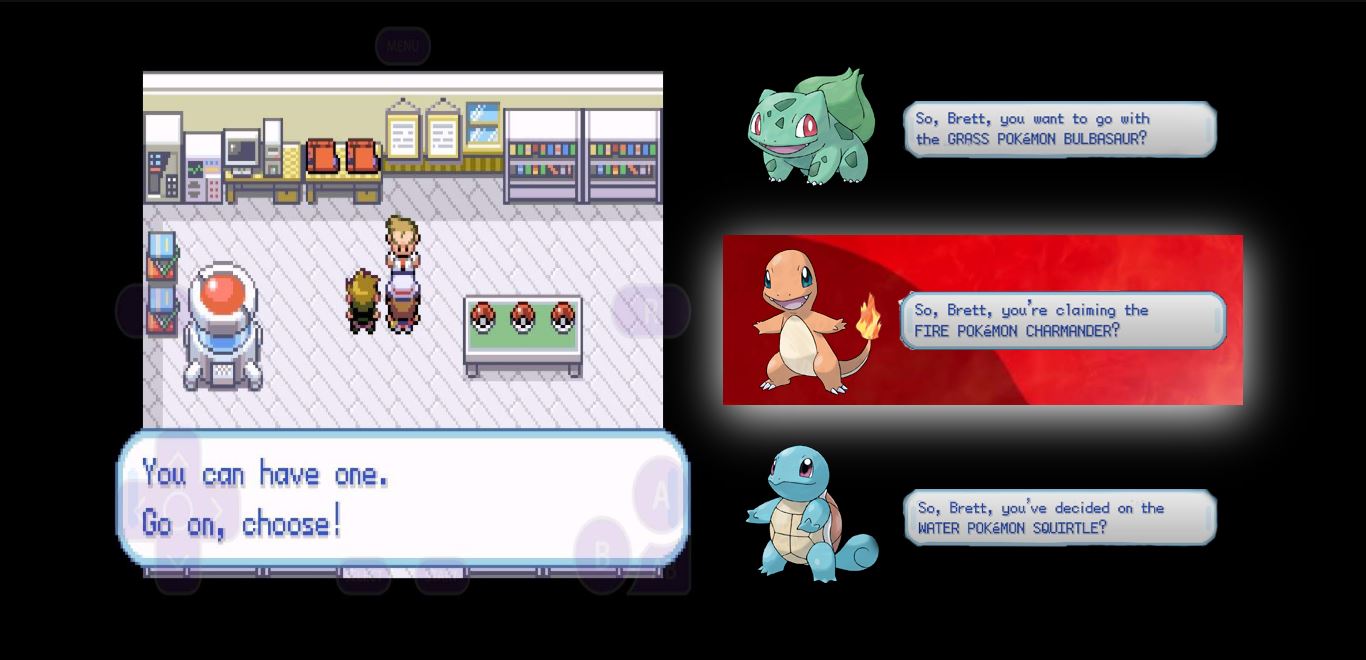 MENU
You can have one.
Go on, choose!
A
B
R
So, Brett, you want to go with
the GRASS POKéMON BULBASAUR?
So, Brett, you're claiming the
FIRE POKéMON CHARMANDER?
So, Brett, you've decided on the
WATER POKéMON SQUIRTLE?